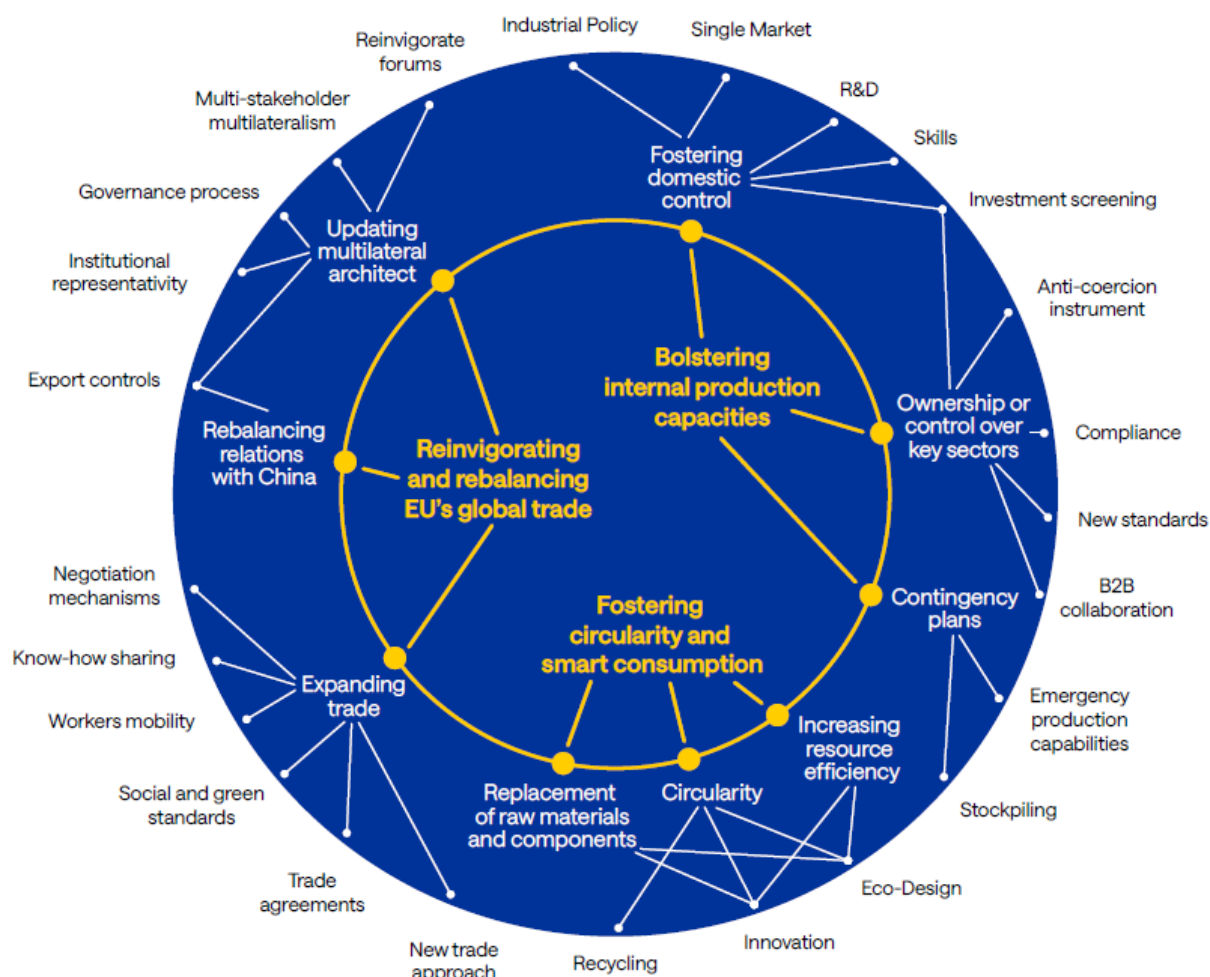 Industrial Policy
Single Market
Reinvigorate
forums
R&D
Multi-stakeholder
multilateralism
Skills
Fostering
domestic
control
Governance process
Investment screening
Updating
multilateral
architect
Institutional
representativity
Anti-coercion
instrument
Bolstering
internal production
capacities
Export controls
Ownership or
control over
key sectors
Compliance
Rebalancing
relations
with China
Reinvigorating
and rebalancing
EU's global trade
New standards
Negotiation
mechanisms
Contingency
plans
B2B
collaboration
Fostering
circularity and
smart consumption
Know-how sharing
Expanding
trade
Workers mobility
Emergency
production
capabilities
Increasing
resource
efficiency
Social and green
standards
Replacement
of raw materials
and components
Circularity
Stockpiling
Trade
agreements
Eco-Design
New trade
approach
Innovation
Recycling